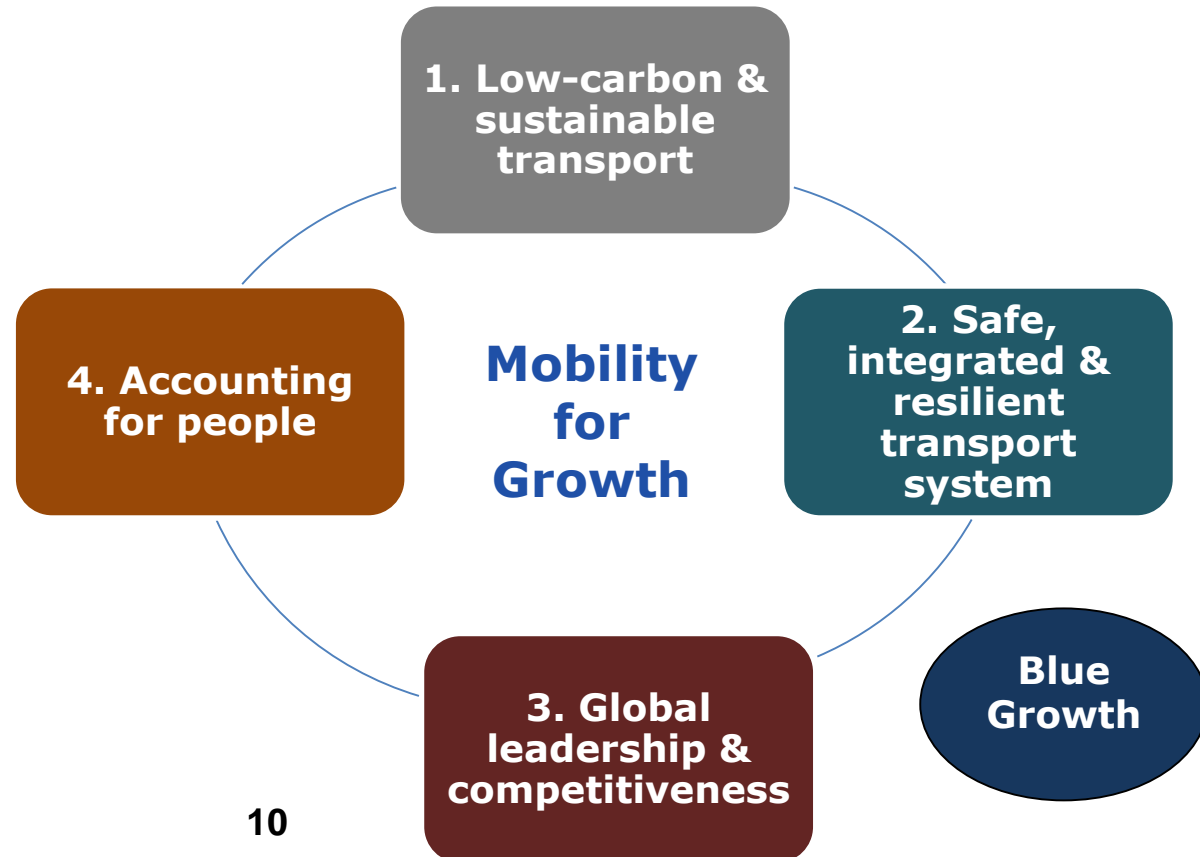 1. Low-carbon &
sustainable
transport
2. Safe,
integrated &
resilient
transport
system
4. Accounting
for people
Mobility
for
Growth
3. Global
leadership &
competitiveness
Blue
Growth
10